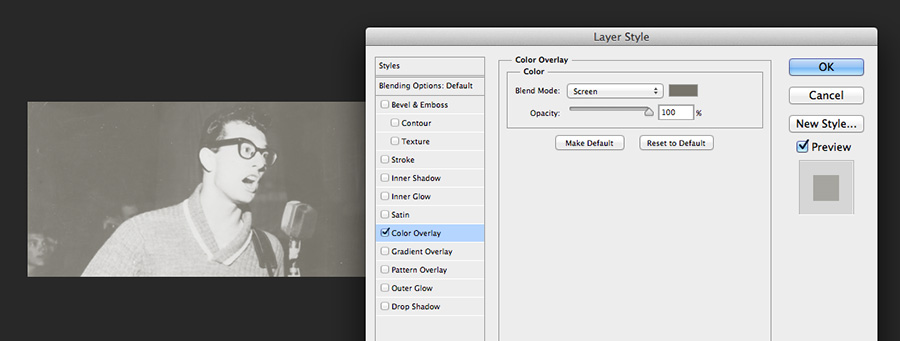 Layer Style
Styles
Blending Options: Default
Bevel & Emboss
Contour
Texture
Stroke
Inner Shadow
Inner Glow
Satin
Color Overlay
Gradient Overlay
Pattern Overlay
Outer Glow
Drop Shadow
Color Overlay
Color
Blend Mode: Screen
Opacity: 100 %
Make Default Reset to Default
OK
Cancel
New Style...
Preview